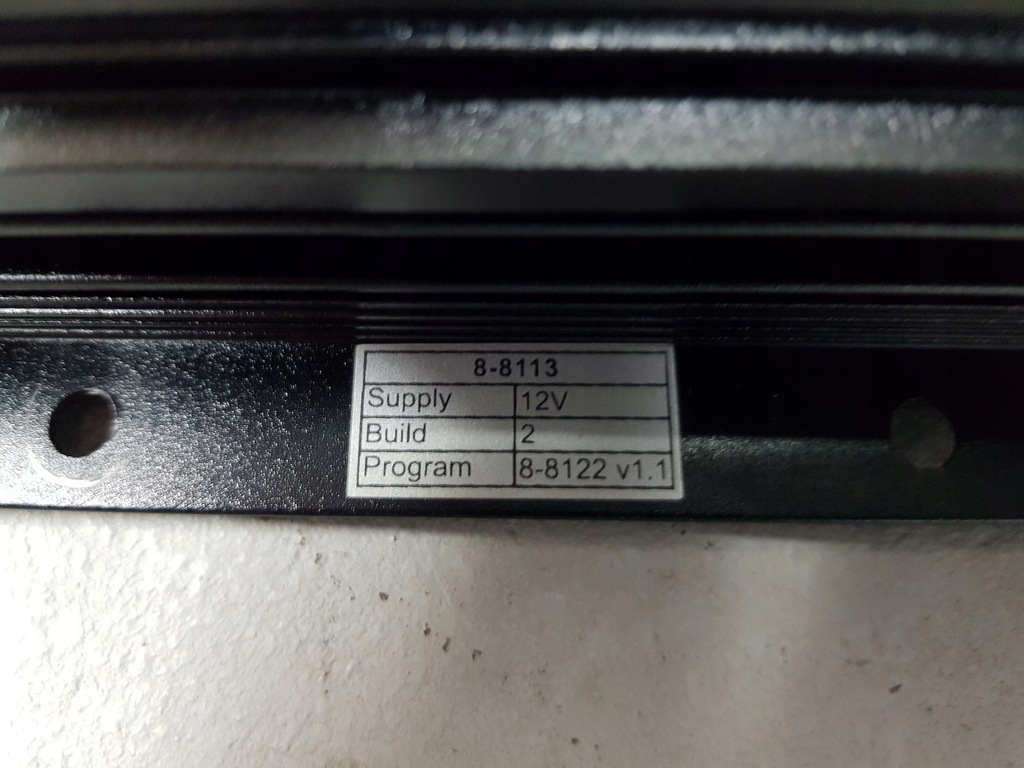 8-8113
Supply 12V
Build 2
Program 8-8122 v1.1